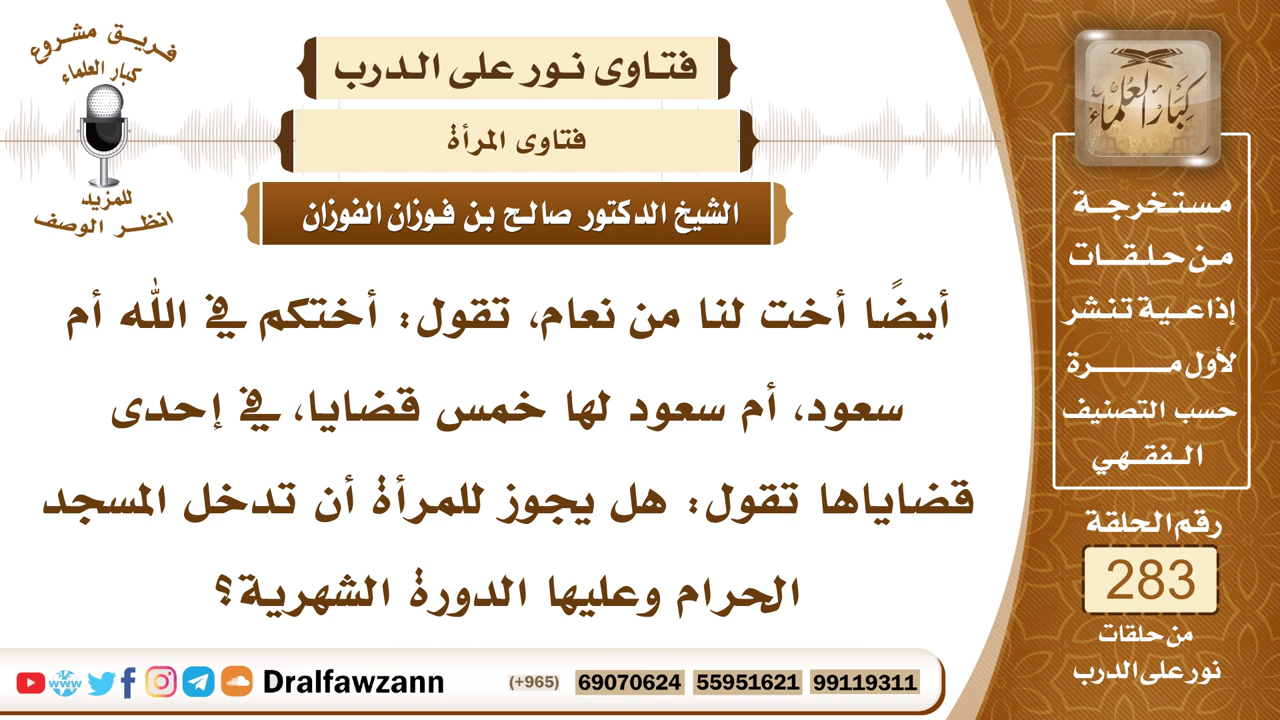 فريق مشروع
كبار العلماء
للمزيد
انظر الوصف
فتاوى نور على الدرب
فتاوى المرأة
الشيخ الدكتور صالح بن فوزان الفوزان
أيضًا أخت لنا من نعام، تقول: أختكم في الله أم
سعود، أم سعود لها خمس قضايا، في إحدى
قضاياها تقول: هل يجوز للمرأة أن تدخل المسجد
الحرام وعليها الدورة الشهرية؟
كبار العلماء
مستخرجة
من حلقات
إذاعية تنشر
لأول مرة
حسب التصنيف
الفقهي
رقم الحلقة
283
من حلقات
نور على الدرب
www Dralfawzann (+965) 69070624 55951621 99119311